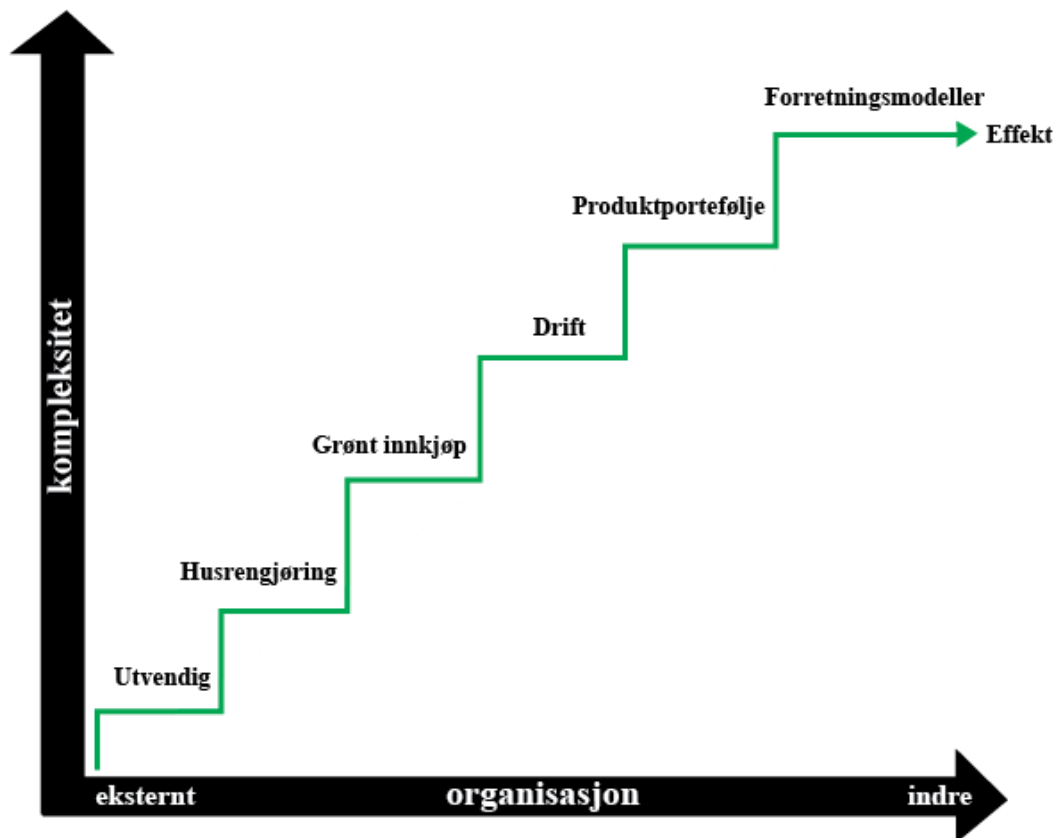 Forretningsmodeller
Effekt
Produktportefølje
Drift
Grønt innkjøp
Husrengjøring
Utvendig
kompleksitet
eksternt organisasjon indre